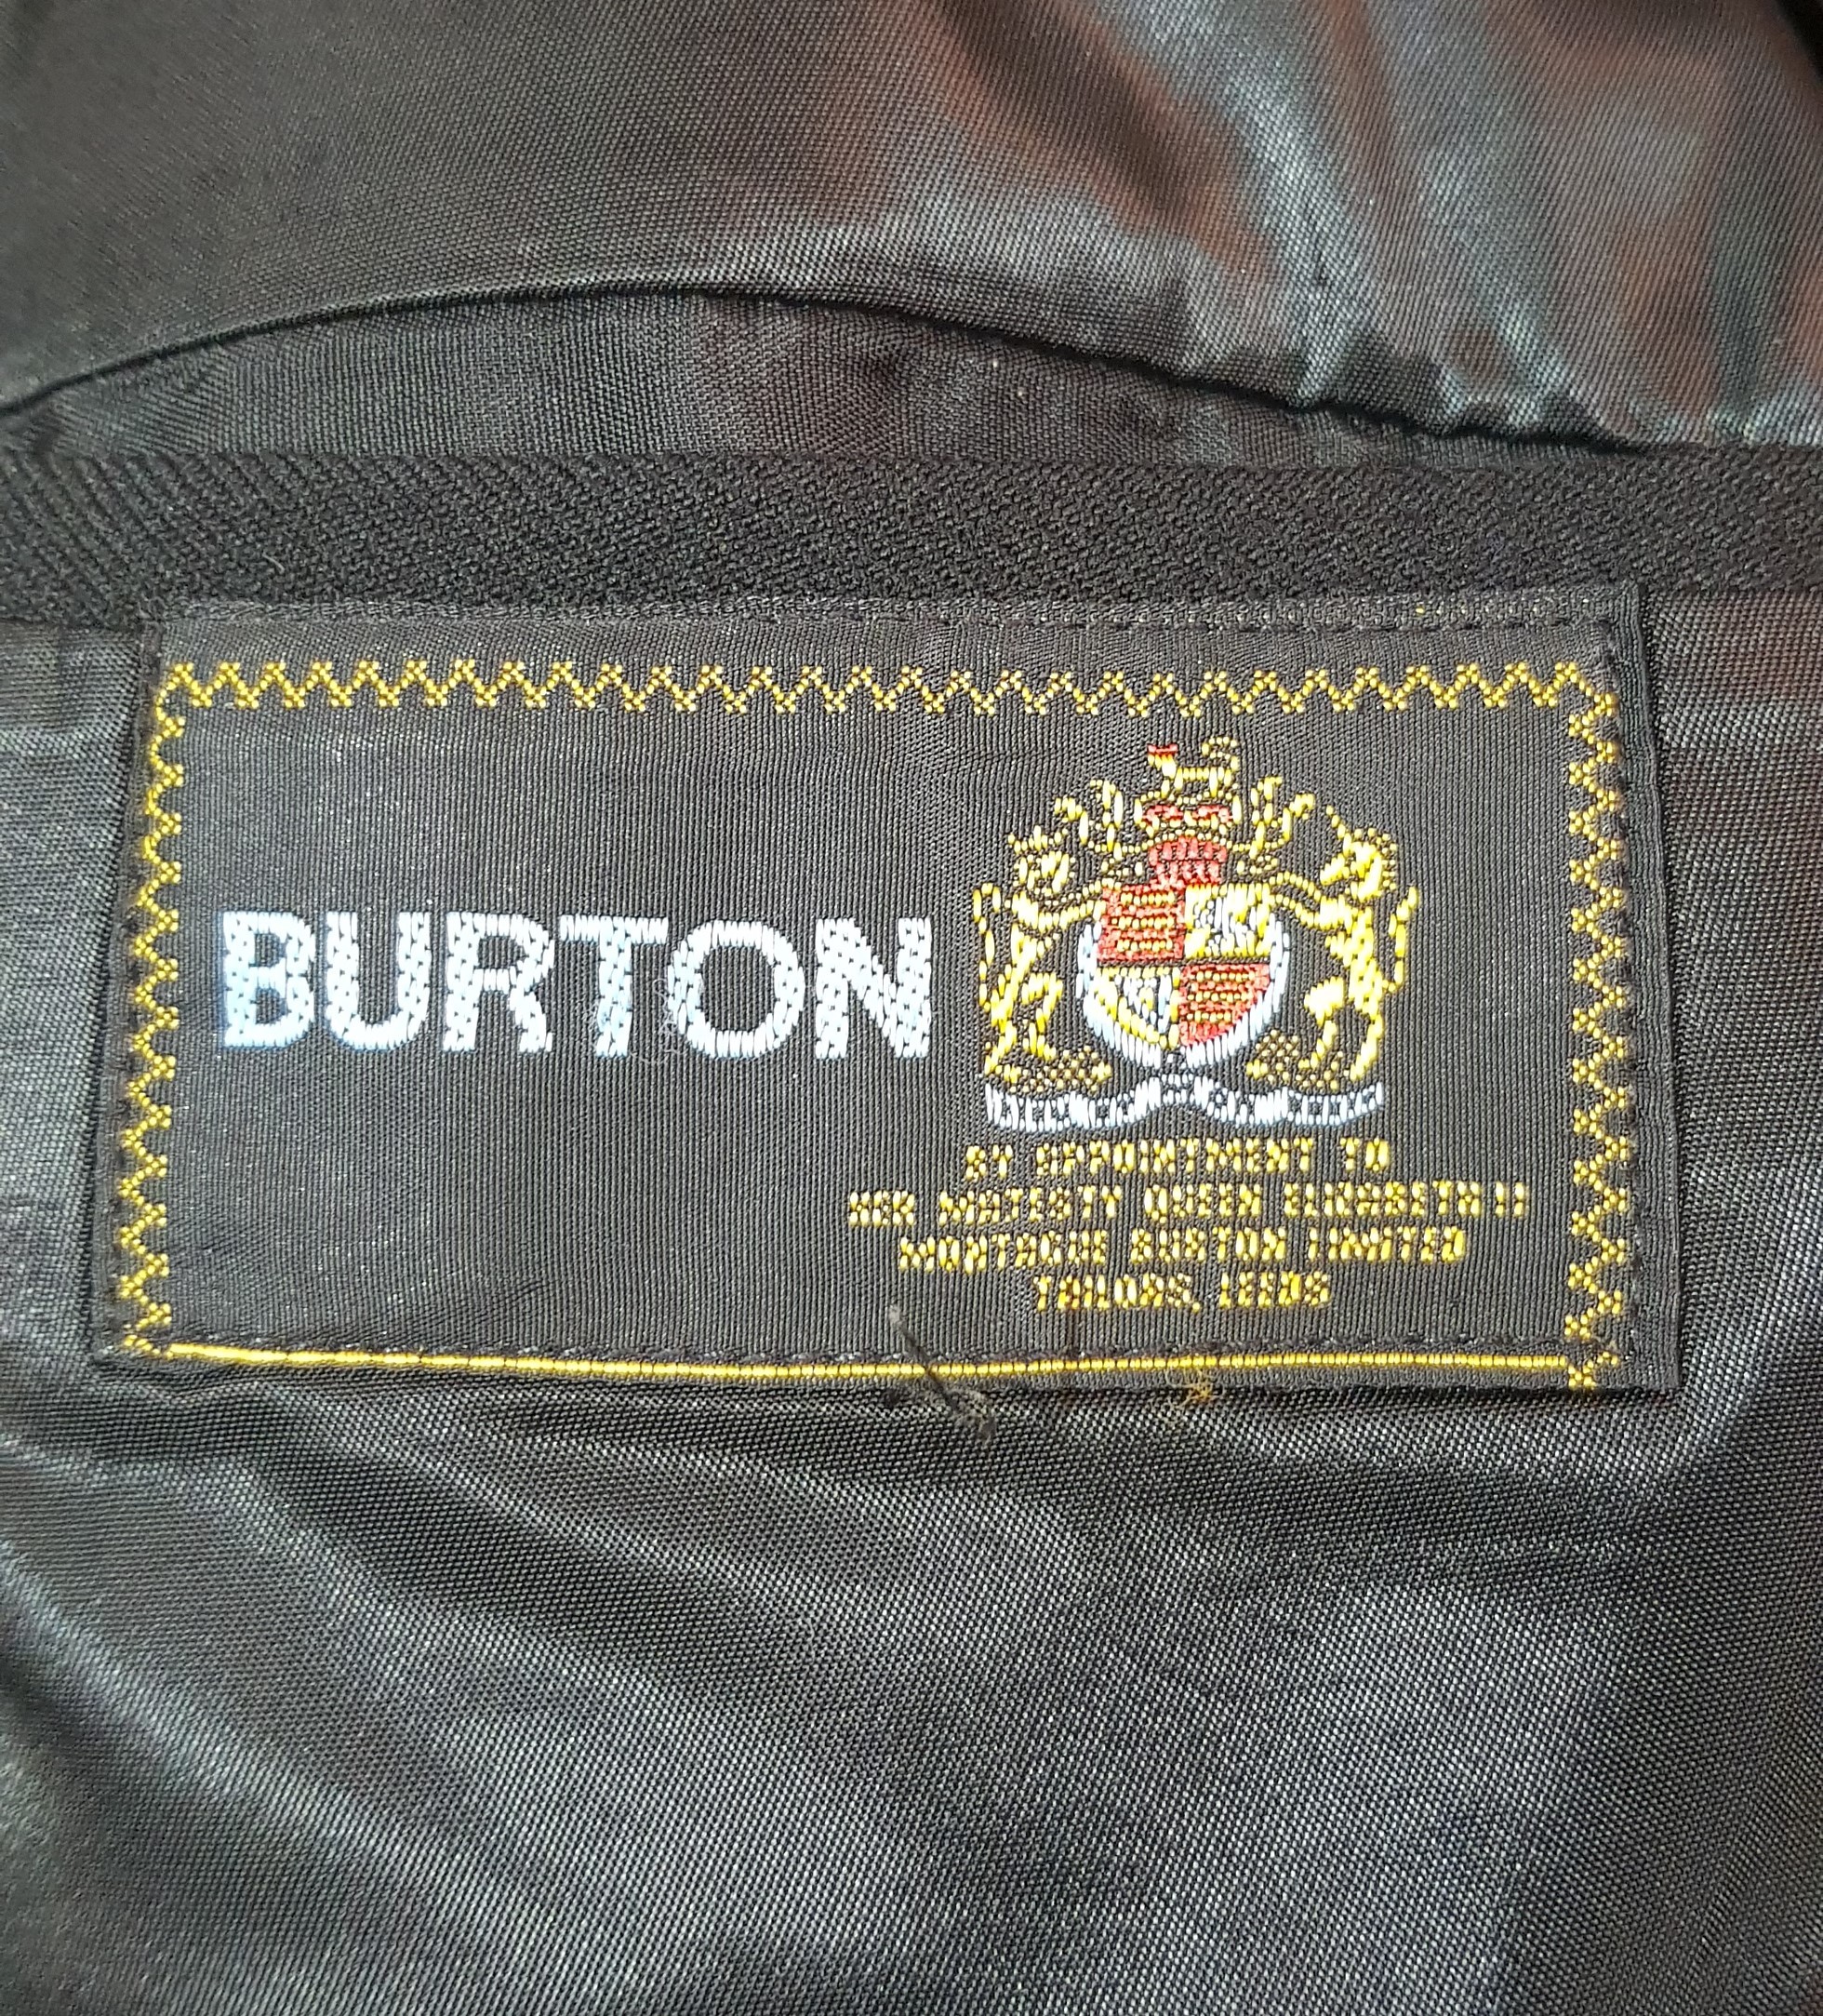 BURTON
BY APPOINTMENT TO
HER MAJESTY QUEEN ELIZABETH II
MONTAGUE BURTON LIMITED
TAILORS, LEEDS